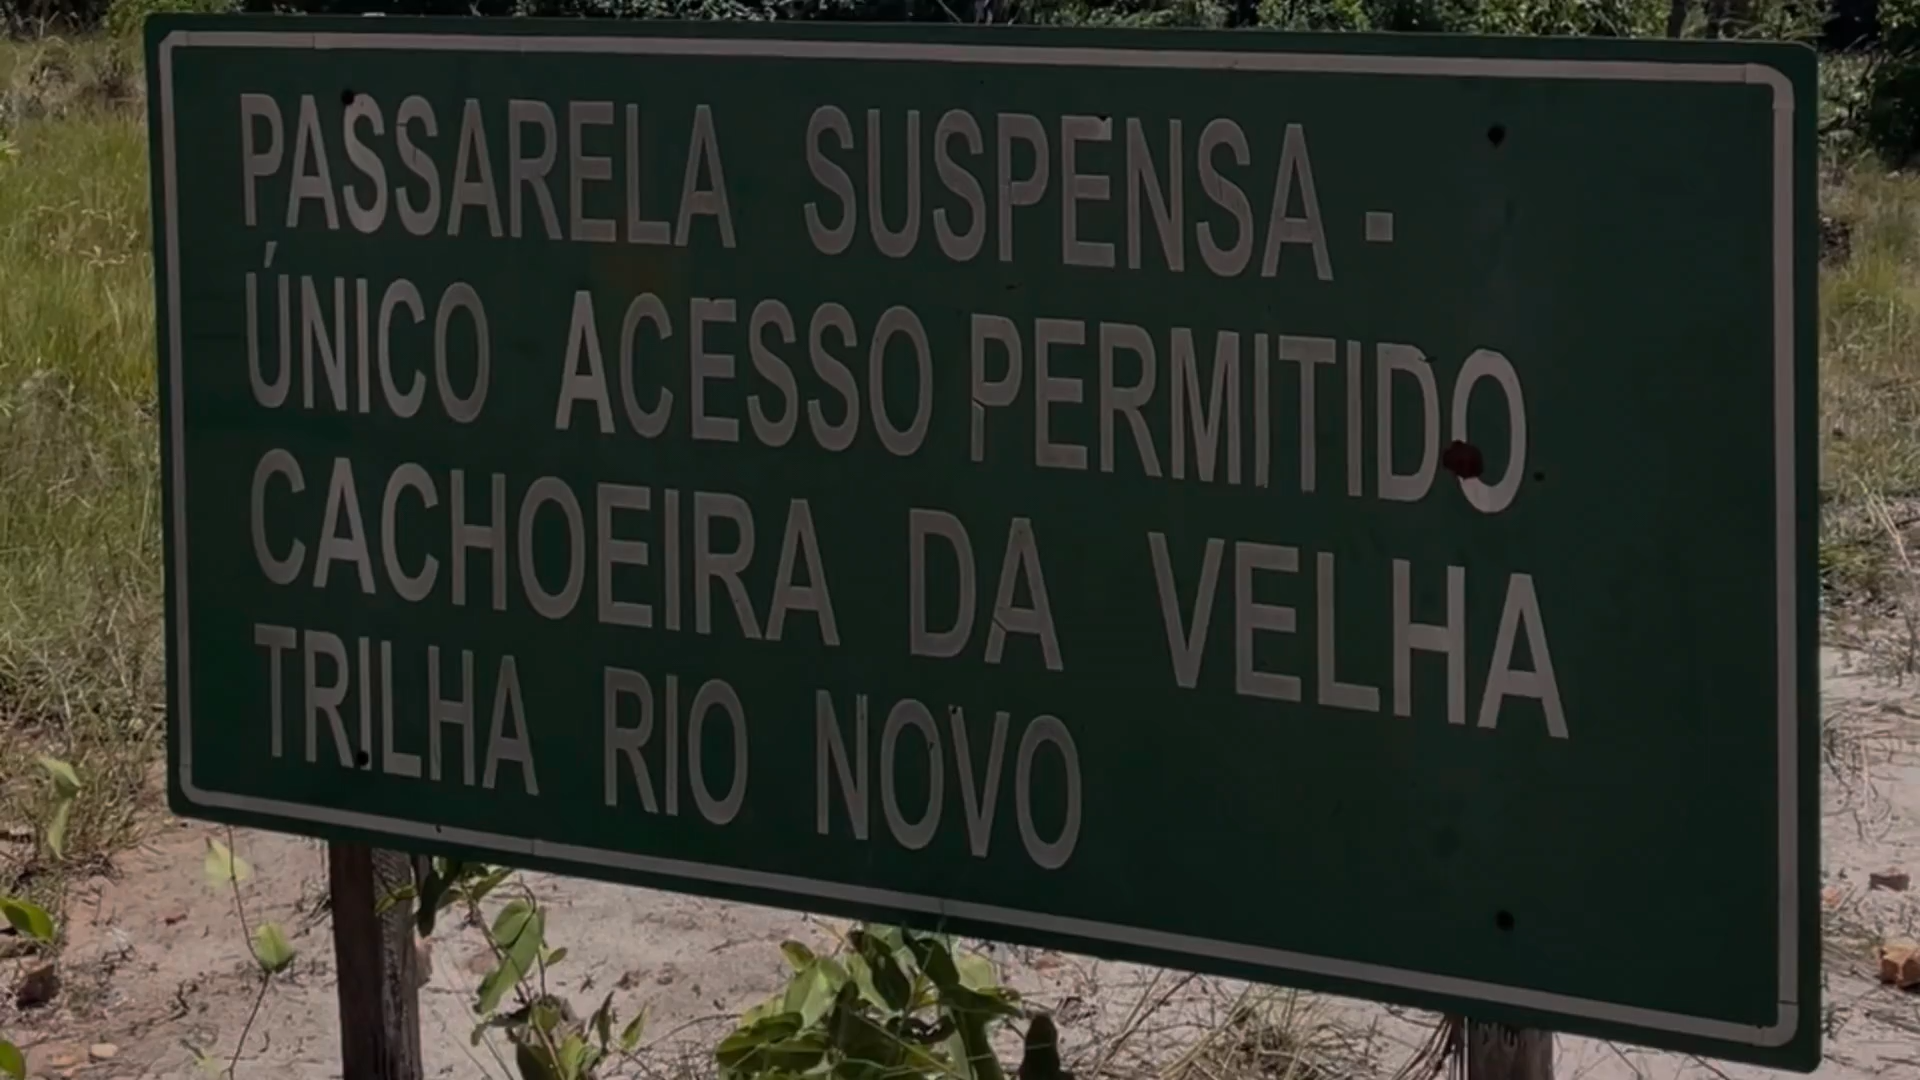 PASSARELA SUSPENSA -
ÚNICO ACESSO PERMITIDO
CACHOEIRA DA VELHA
TRILHA RIO NOVO